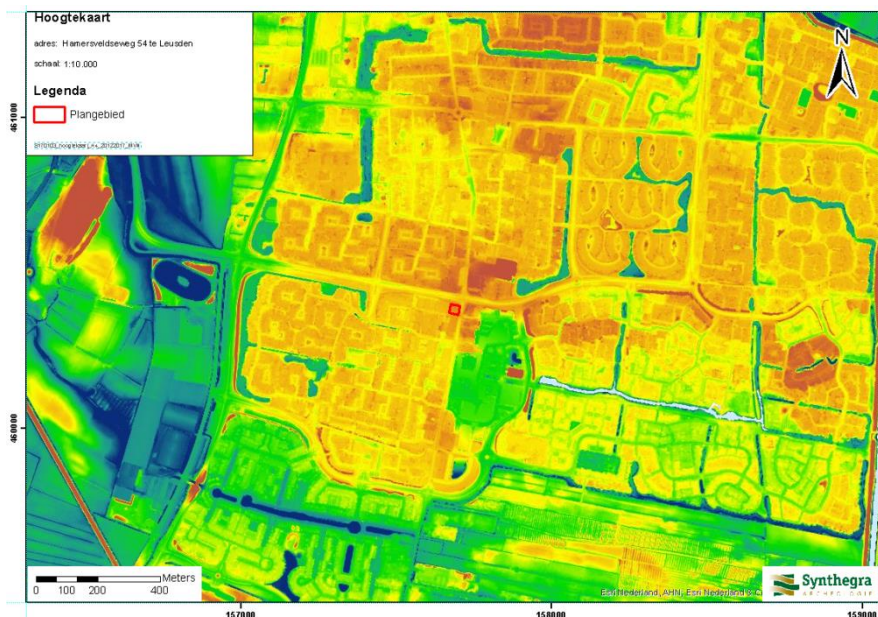 Hoogtekaart
adres: Hamersveldseweg 54 te Leusden
schaal: 1:10.000
Legenda
Plangebied
N
461000
460000
Meters
0 100 200 400
Esri Nederland, AHN, Esri Nederland & C
Synthegra
ARCHEOLOGIE
157000
158000
159000